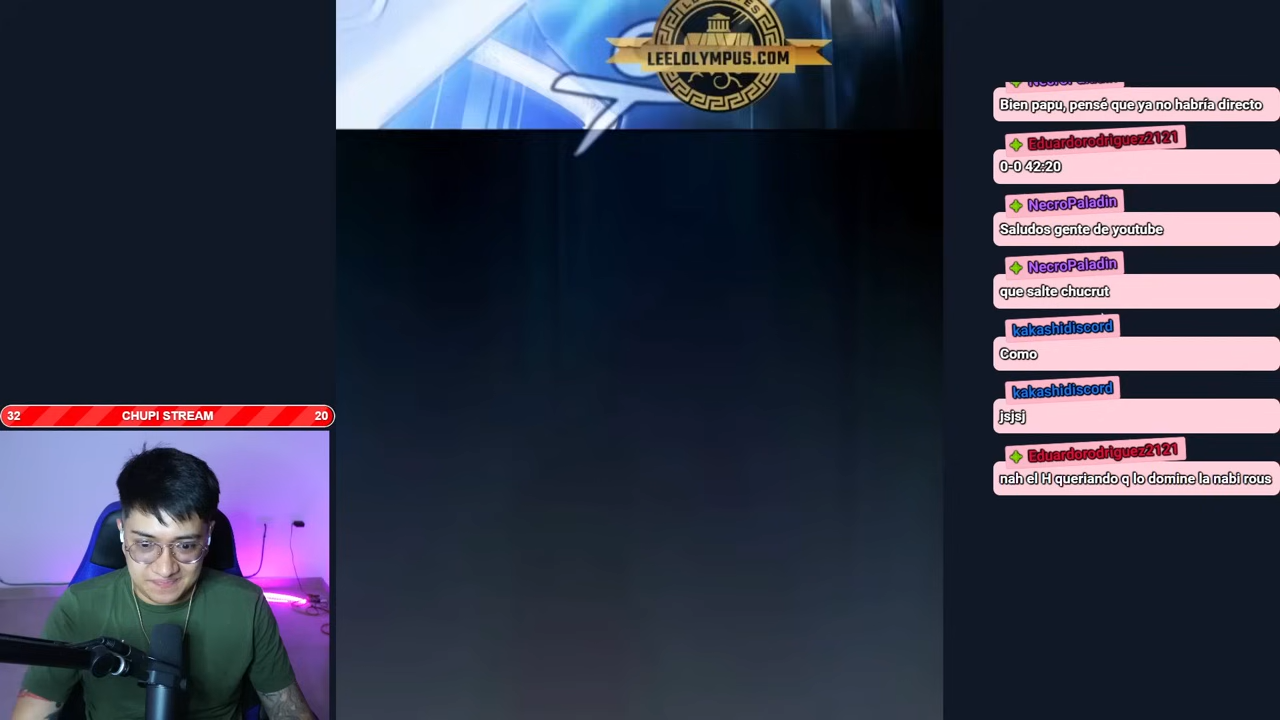 LEELOLYMPUS.COM
Bien papu, pensé que ya no habría directo
Eduardorodriguez2121
0-0 42:20
NecroPaladin
Saludos gente de youtube
NecroPaladin
que salte chucrut
kakashidiscord
Como
kakashidiscord
jsjsj
Eduardorodriguez2121
nah el H queriando q lo domine la nabi rous
32 CHUPI STREAM 20